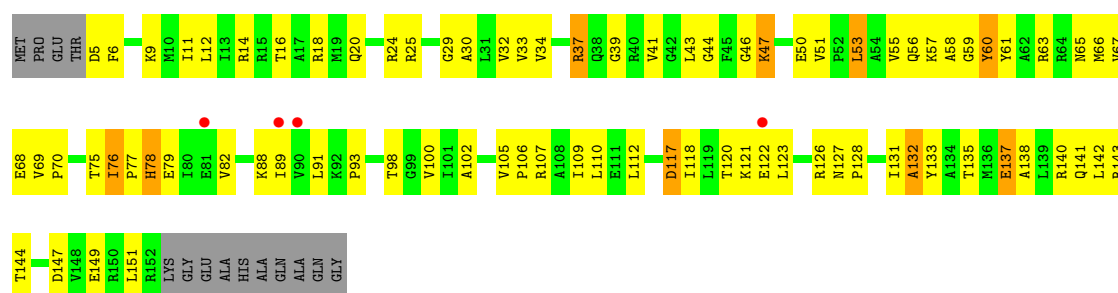 MET PRO GLU THR D5 F6 K9 M10 I11 L12 I13 R14 R15 T16 A17 R18 M19 Q20 R24 R25 G29 L31 V32 V33 V34 R37 Q38 G39 R40 V41 G42 L43 G44 F45 G46 K47 E50 V51 P52 L53 A54 V55 Q56 K57 A58 G59 Y60 Y61 A62 R63 R64 N65 M66 V67
E68 V69 P70 T75 I76 P77 H78 E79 I80 E81 V82 K88 I89 V90 L91 K92 P93 T98 G99 V100 I101 A102 V105 P106 R107 A108 I109 L110 E111 L112 D117 I118 L119 T120 K121 E122 L123 R126 N127 P128 I131 A132 Y133 A134 T135 M136 E137 A138 L139 R140 Q141 L142
T144 D147 V148 E149 R150 L151 R152 LYS GLY GLU ALA HIS ALA GLN ALA GLN GLY